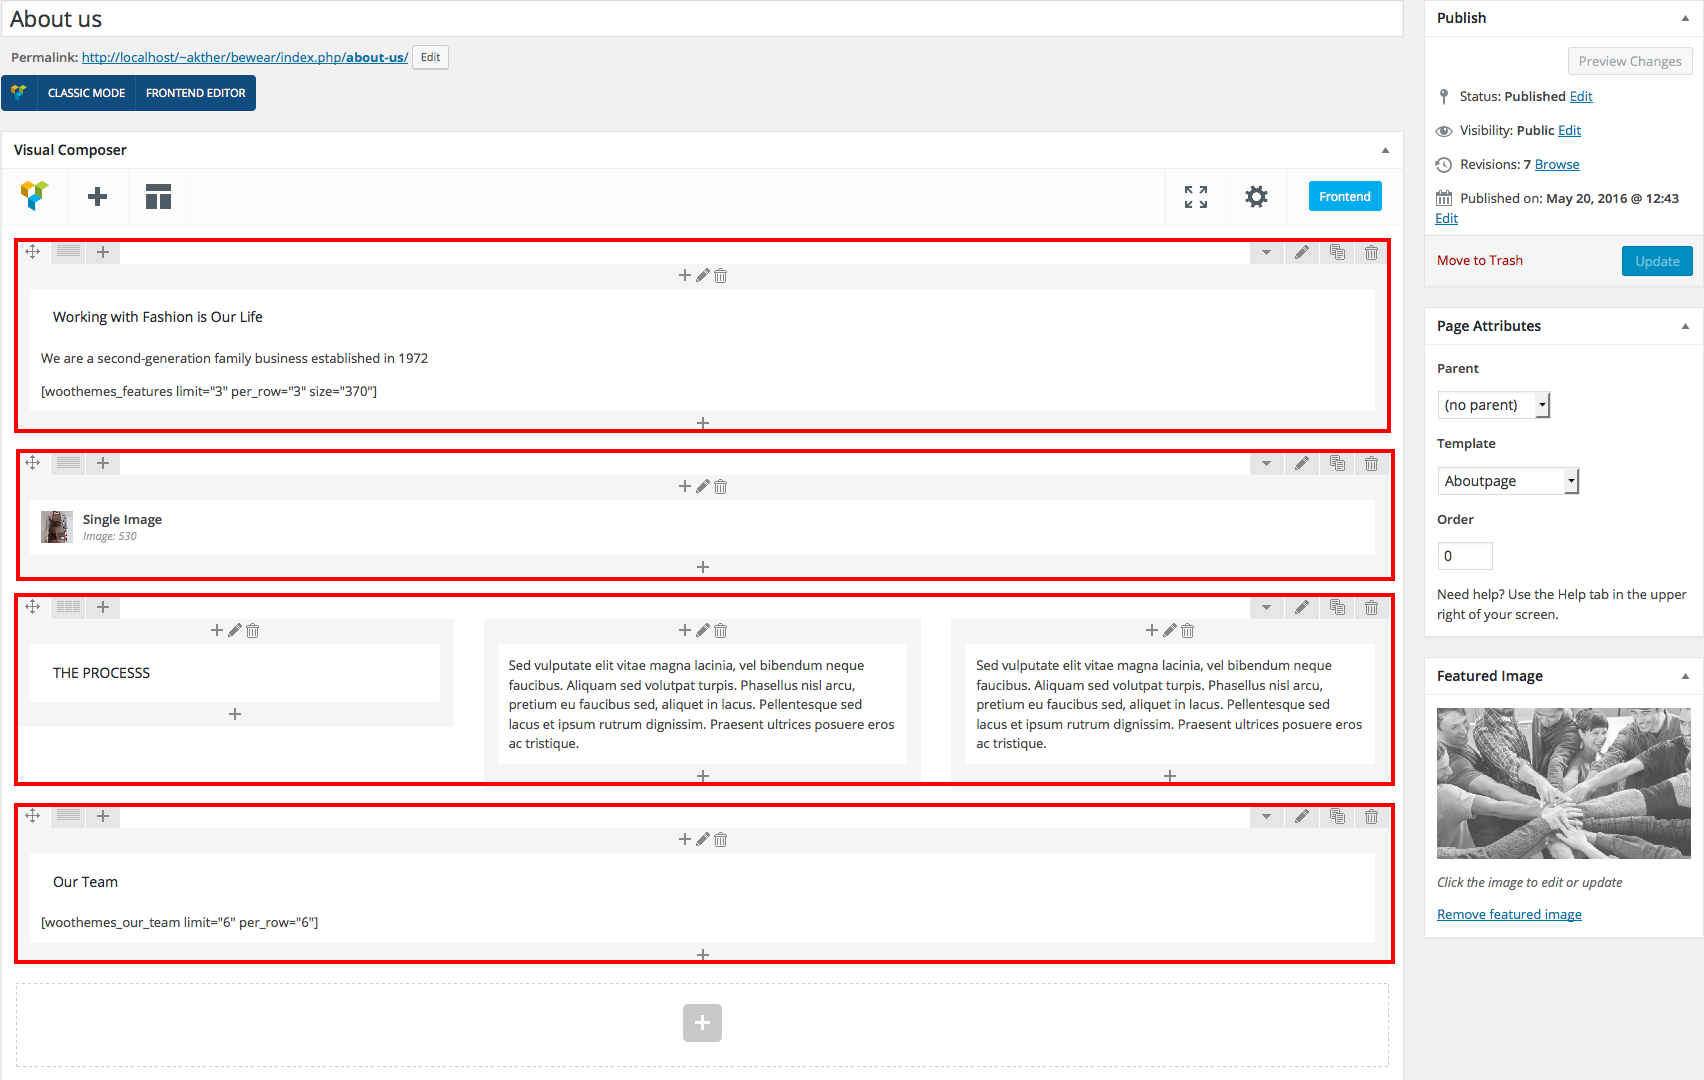 About us
Permalink: http://localhost/~akther/bewear/index.php/about-us/ Edit
CLASSIC MODE FRONTEND EDITOR
Visual Composer
Frontend
Working with Fashion is Our Life
We are a second-generation family business established in 1972
[woothemes_features limit="3" per_row="3" size="370"]
Single Image
Image: 530
THE PROCESSS
Sed vulputate elit vitae magna lacinia, vel bibendum neque
faucibus. Aliquam sed volutpat turpis. Phasellus nisl arcu,
pretium eu faucibus sed, aliquet in lacus. Pellentesque sed
lacus et ipsum rutrum dignissim. Praesent ultrices posuere eros
ac tristique.
Sed vulputate elit vitae magna lacinia, vel bibendum neque
faucibus. Aliquam sed volutpat turpis. Phasellus nisl arcu,
pretium eu faucibus sed, aliquet in lacus. Pellentesque sed
lacus et ipsum rutrum dignissim. Praesent ultrices posuere eros
ac tristique.
Our Team
[woothemes_our_team limit="6" per_row="6"]
Publish
Preview Changes
Status: Published Edit
Visibility: Public Edit
Revisions: 7 Browse
Published on: May 20, 2016 @ 12:43
Edit
Move to Trash Update
Page Attributes
Parent
(no parent)
Template
Aboutpage
Order
0
Need help? Use the Help tab in the upper
right of your screen.
Featured Image
Click the image to edit or update
Remove featured image